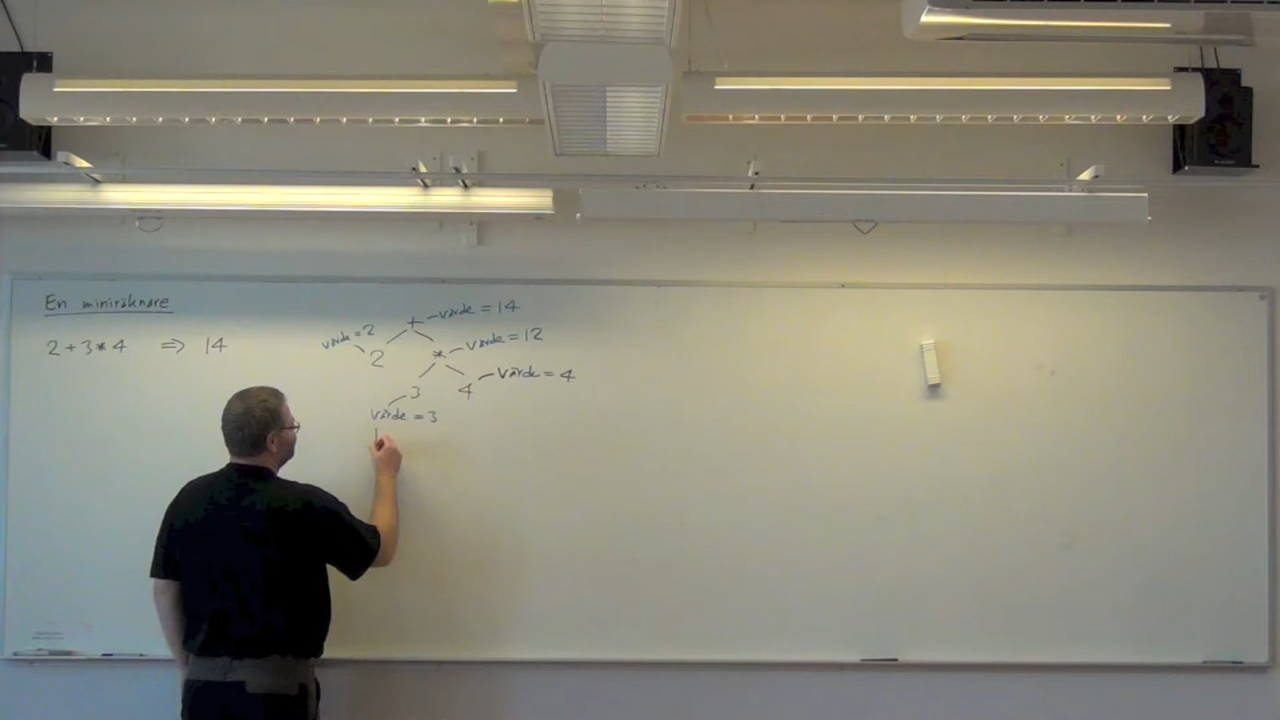 En miniräknare
2+3*4 => 14
+ värde = 14
värde = 2
2
* värde = 12
3
4 värde = 4
värde = 3